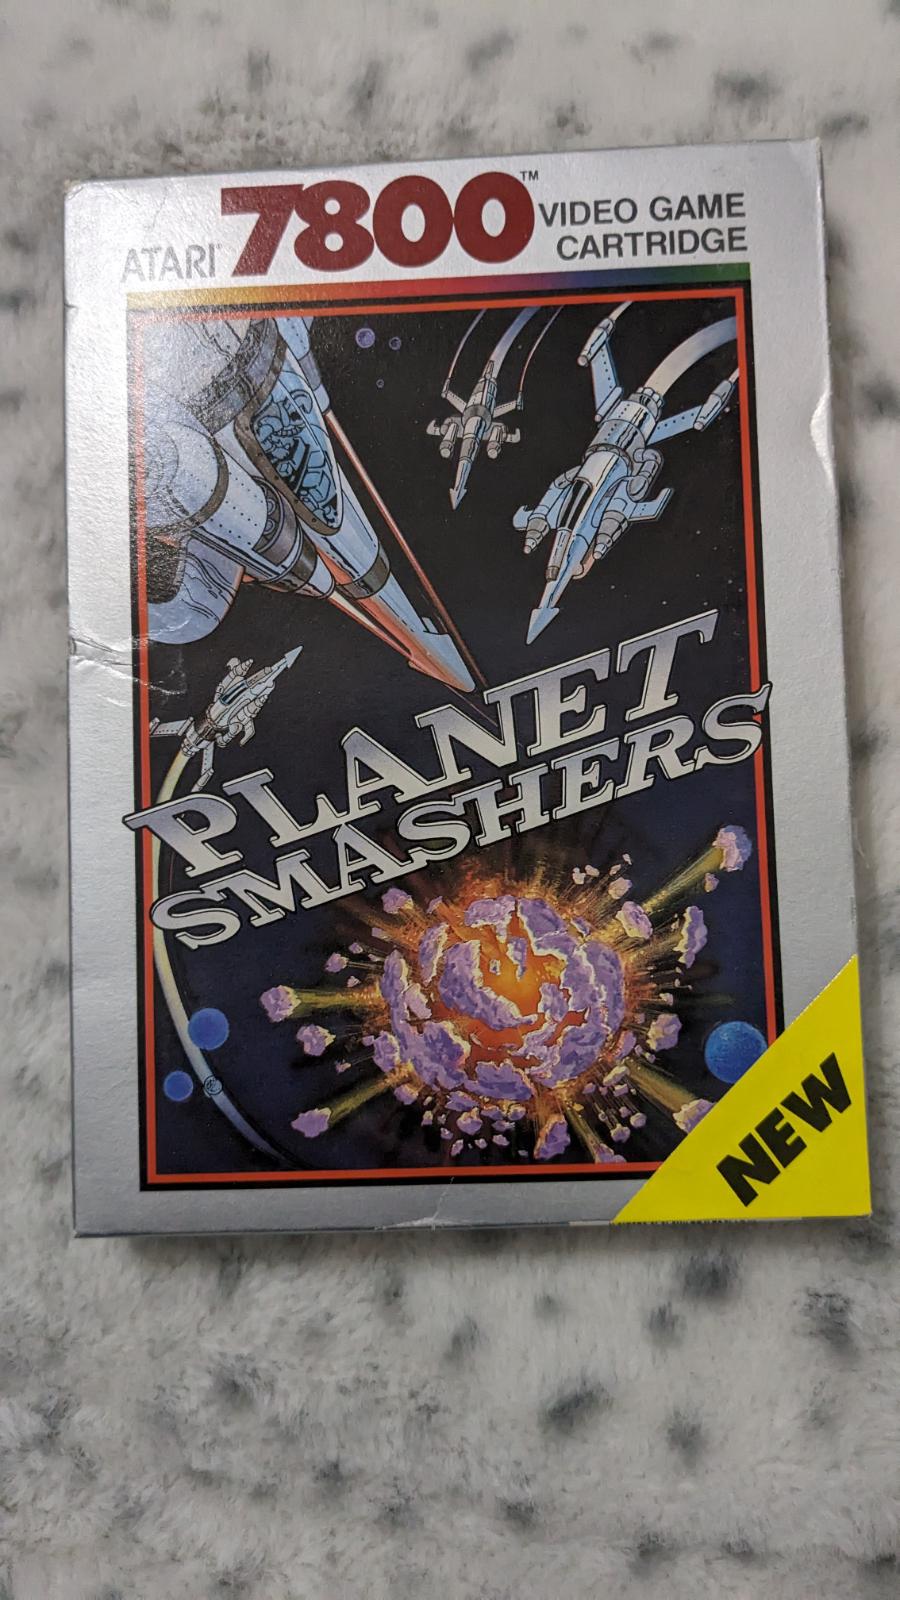 ATARI 7800™ VIDEO GAME
CARTRIDGE
PLANET
SMASHERS
NEW